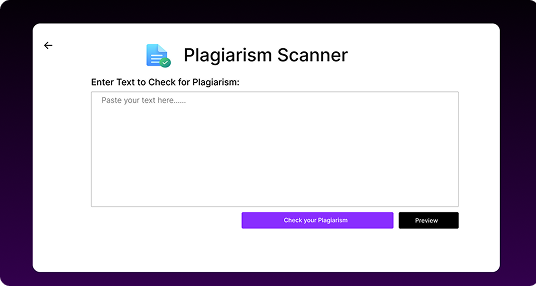 Plagiarism Scanner
Enter Text to Check for Plagiarism:
Paste your text here......
Check your Plagiarism
Preview